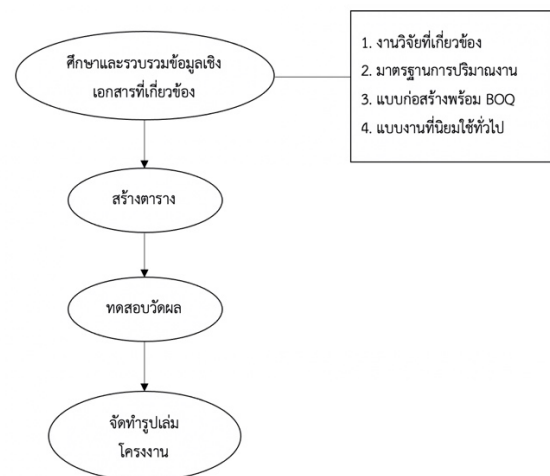 ศึกษาและรวบรวมข้อมูลเชิง
เอกสารที่เกี่ยวข้อง
1. งานวิจัยที่เกี่ยวข้อง
2. มาตรฐานการปริมาณงาน
3. แบบก่อสร้างพร้อม BOQ
4. แบบงานที่นิยมใช้ทั่วไป
สร้างตาราง
ทดสอบวัดผล
จัดทำรูปเล่ม
โครงงาน